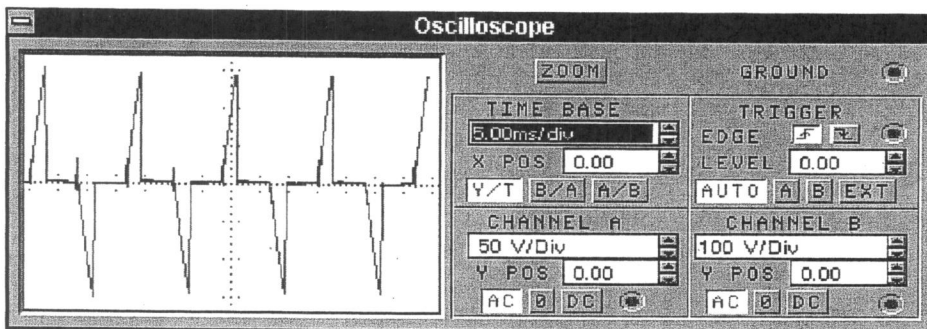 Oscilloscope
ZOOM GROUND
TIME BASE
5.00ms/div
X POS 0.00
Y/T B/A A/B
TRIGGER
EDGE
LEVEL 0.00
AUTO A B EXT
CHANNEL A
50 V/Div
Y POS 0.00
AC 0 DC
CHANNEL B
100 V/Div
Y POS 0.00
AC 0 DC